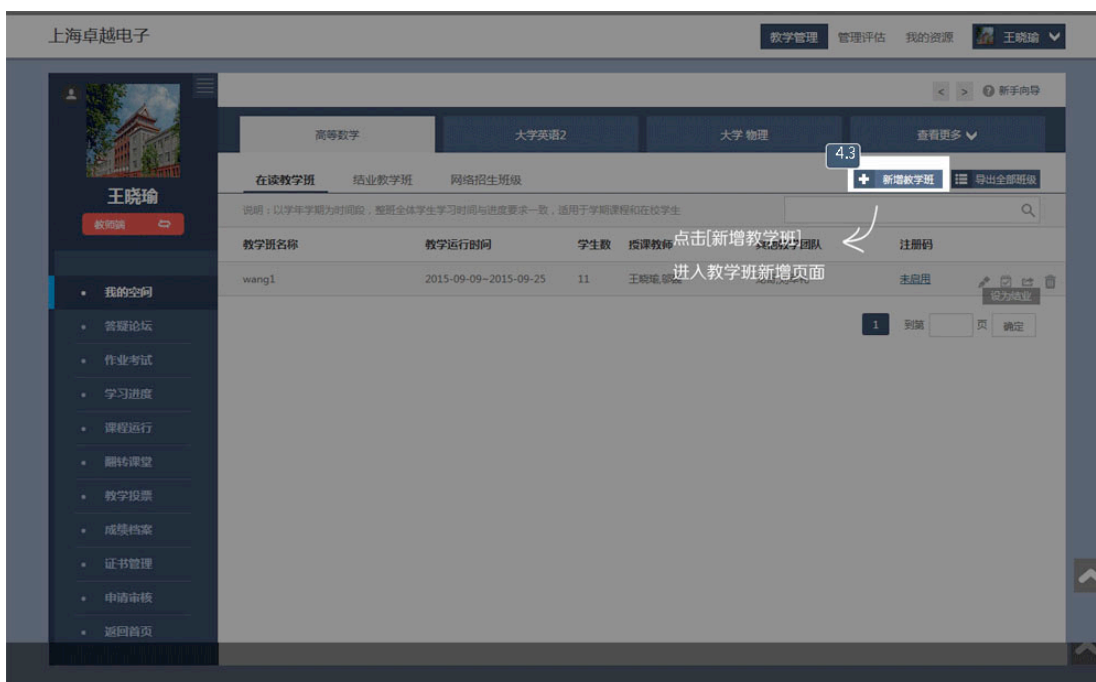 上海卓越电子
教学管理 管理评估 我的资源 王晓瑜
< > 新手向导
高等数学 大学英语2 大学 物理 查看更多
4.3
在读教学班 结业教学班 网络招生班级 新增教学班 导出全部班级
王晓瑜
教师端
说明：以学年学期为时间段，整班全体学生学习时间与进度要求一致，适用于学期课程和在校学生
点击[新增教学班]
进入教学班新增页面
教学班名称 教学运行时间 学生数 授课教师 团队 注册码
wang1 2015-09-09~2015-09-25 11 王晓瑜 未启用
设为结业
1 到第 页 确定
我的空间
答疑论坛
作业考试
学习进度
课程运行
翻转课堂
教学投票
成绩档案
证书管理
申请审核
返回首页